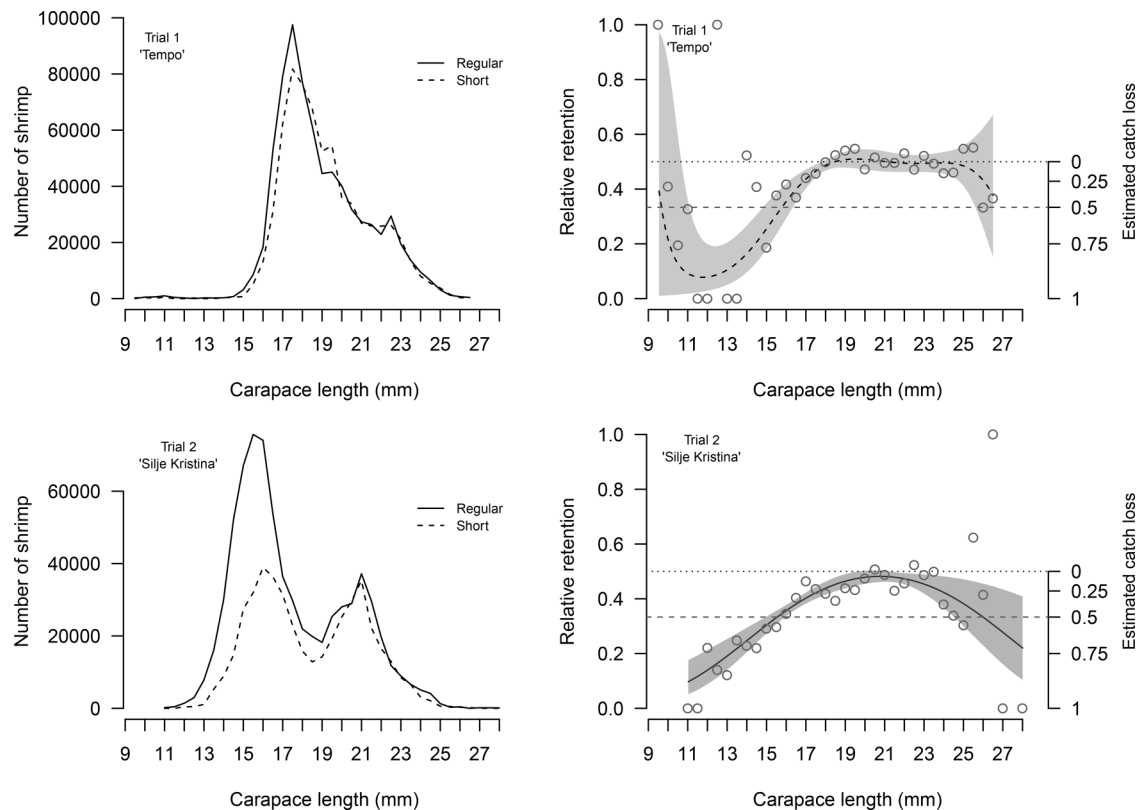 Trial 1
'Tempo'
Regular
Short
100000
80000
60000
40000
20000
0
Number of shrimp
9 11 13 15 17 19 21 23 25 27
Carapace length (mm)
Trial 1
'Tempo'
1.0
0.8
0.6
0.4
0.2
0.0
Relative retention
0
0.25
0.5
0.75
1
Estimated catch loss
9 11 13 15 17 19 21 23 25 27
Carapace length (mm)
Trial 2
'Silje Kristina'
Regular
Short
60000
40000
20000
0
Number of shrimp
9 11 13 15 17 19 21 23 25 27
Carapace length (mm)
Trial 2
'Silje Kristina'
1.0
0.8
0.6
0.4
0.2
0.0
Relative retention
0
0.25
0.5
0.75
1
Estimated catch loss
9 11 13 15 17 19 21 23 25 27
Carapace length (mm)